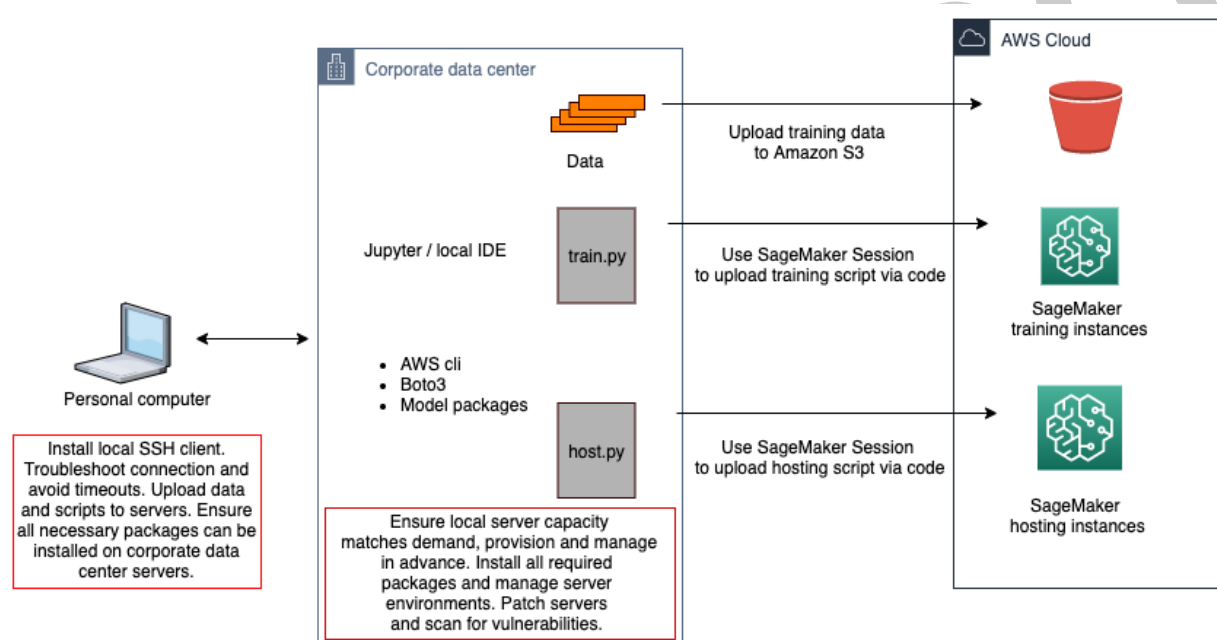 AWS Cloud
Corporate data center
Data
Upload training data
to Amazon S3
Jupyter / local IDE
train.py
Use SageMaker Session
to upload training script via code
SageMaker
training instances
Personal computer
• AWS cli
• Boto3
• Model packages
host.py
Use SageMaker Session
to upload hosting script via code
SageMaker
hosting instances
Install local SSH client.
Troubleshoot connection and
avoid timeouts. Upload data
and scripts to servers. Ensure
all necessary packages can be
installed on corporate data
center servers.
Ensure local server capacity
matches demand, provision and manage
in advance. Install all required
packages and manage server
environments. Patch servers
and scan for vulnerabilities.